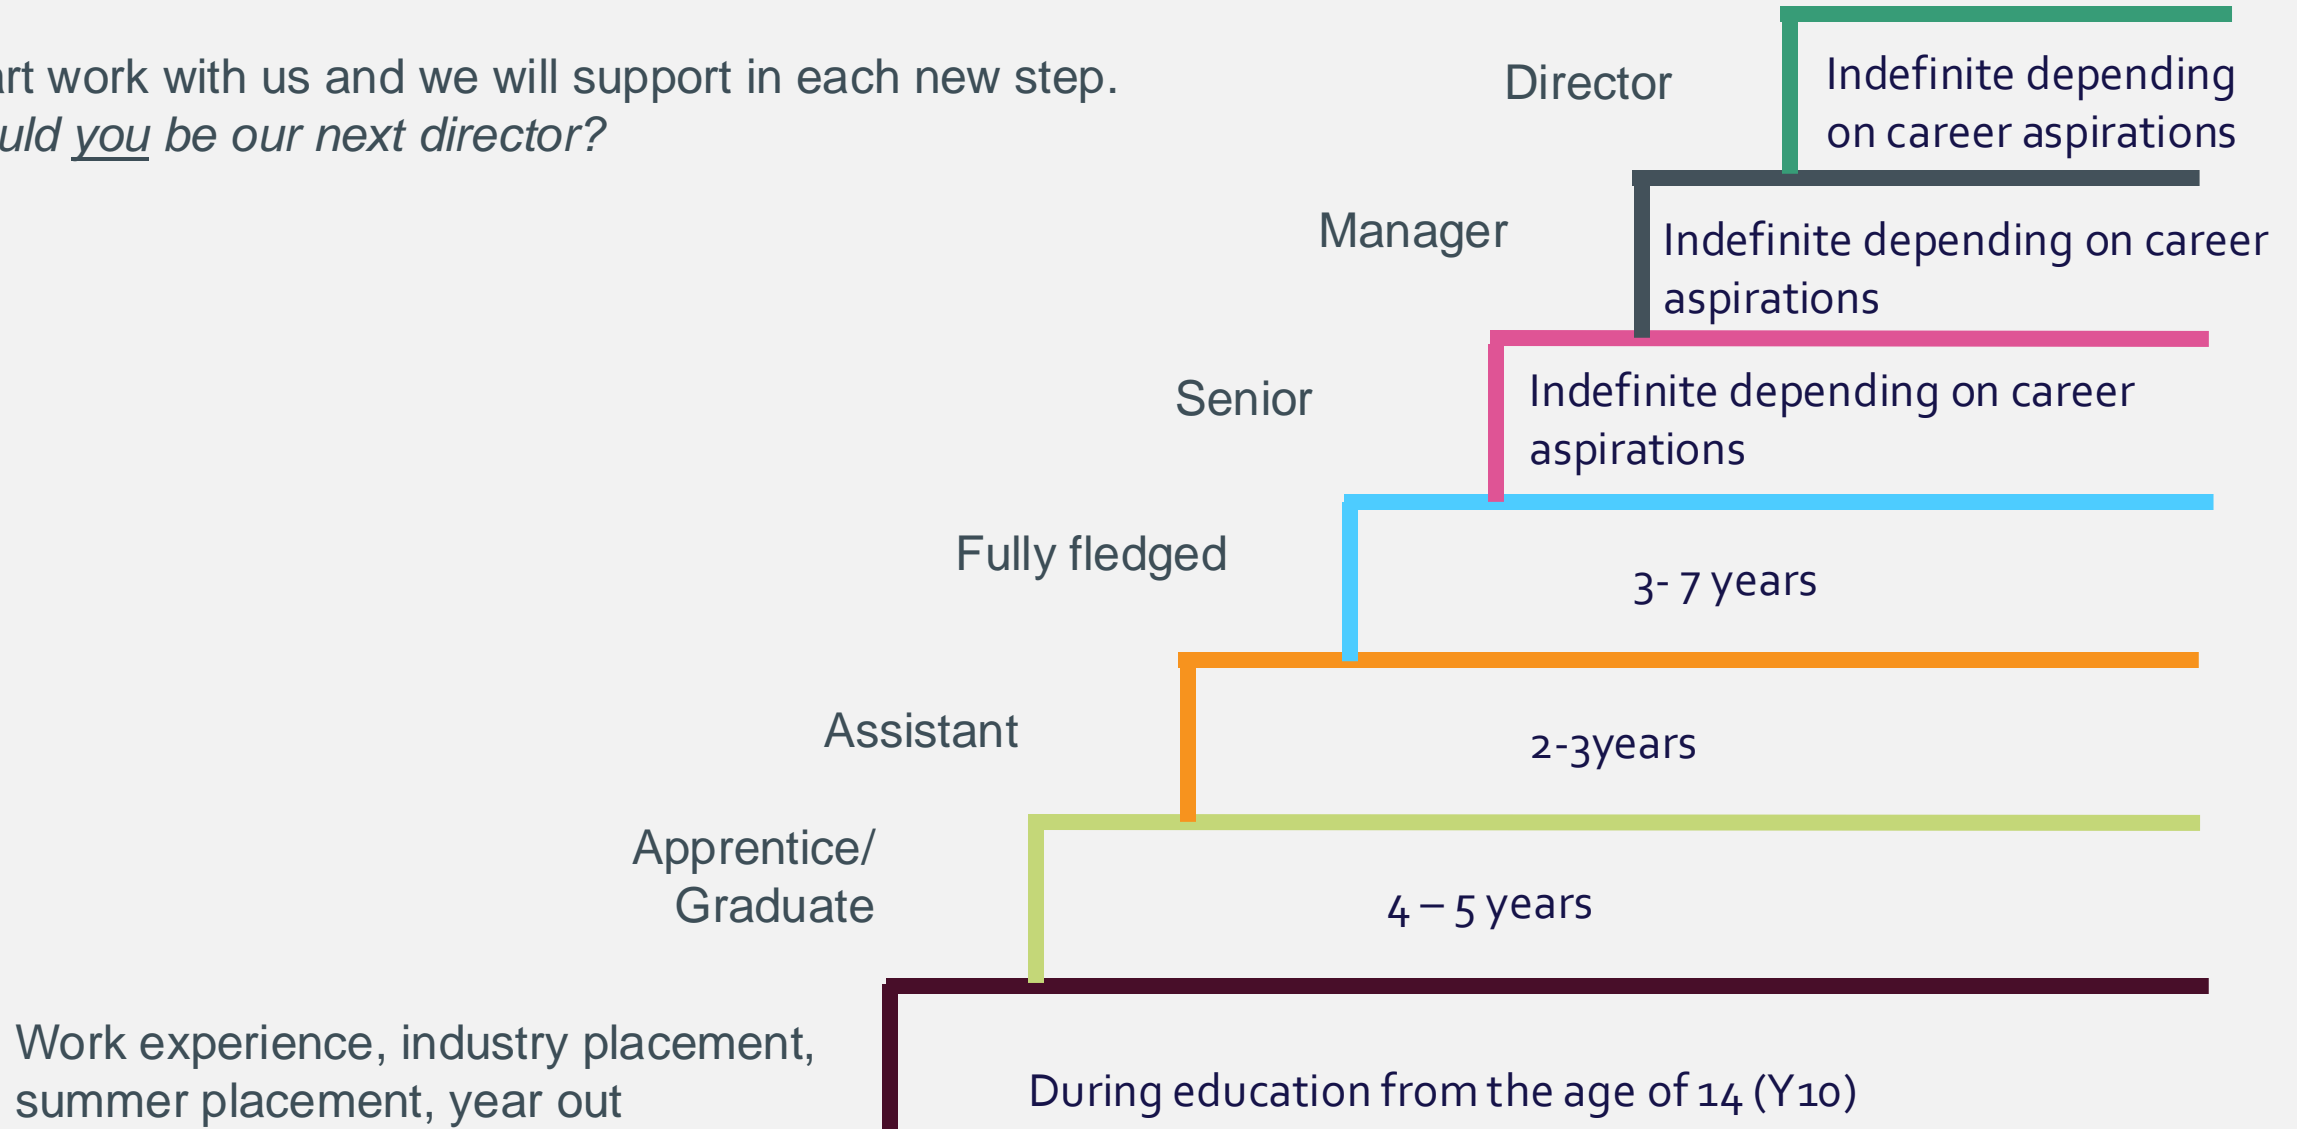 art work with us and we will support in each new step.
uld you be our next director?
Director
Indefinite depending
on career aspirations
Manager
Indefinite depending on career
aspirations
Senior
Indefinite depending on career
aspirations
Fully fledged
3- 7 years
Assistant
2-3years
Apprentice/
Graduate
4 – 5 years
Work experience, industry placement,
summer placement, year out
During education from the age of 14 (Y10)